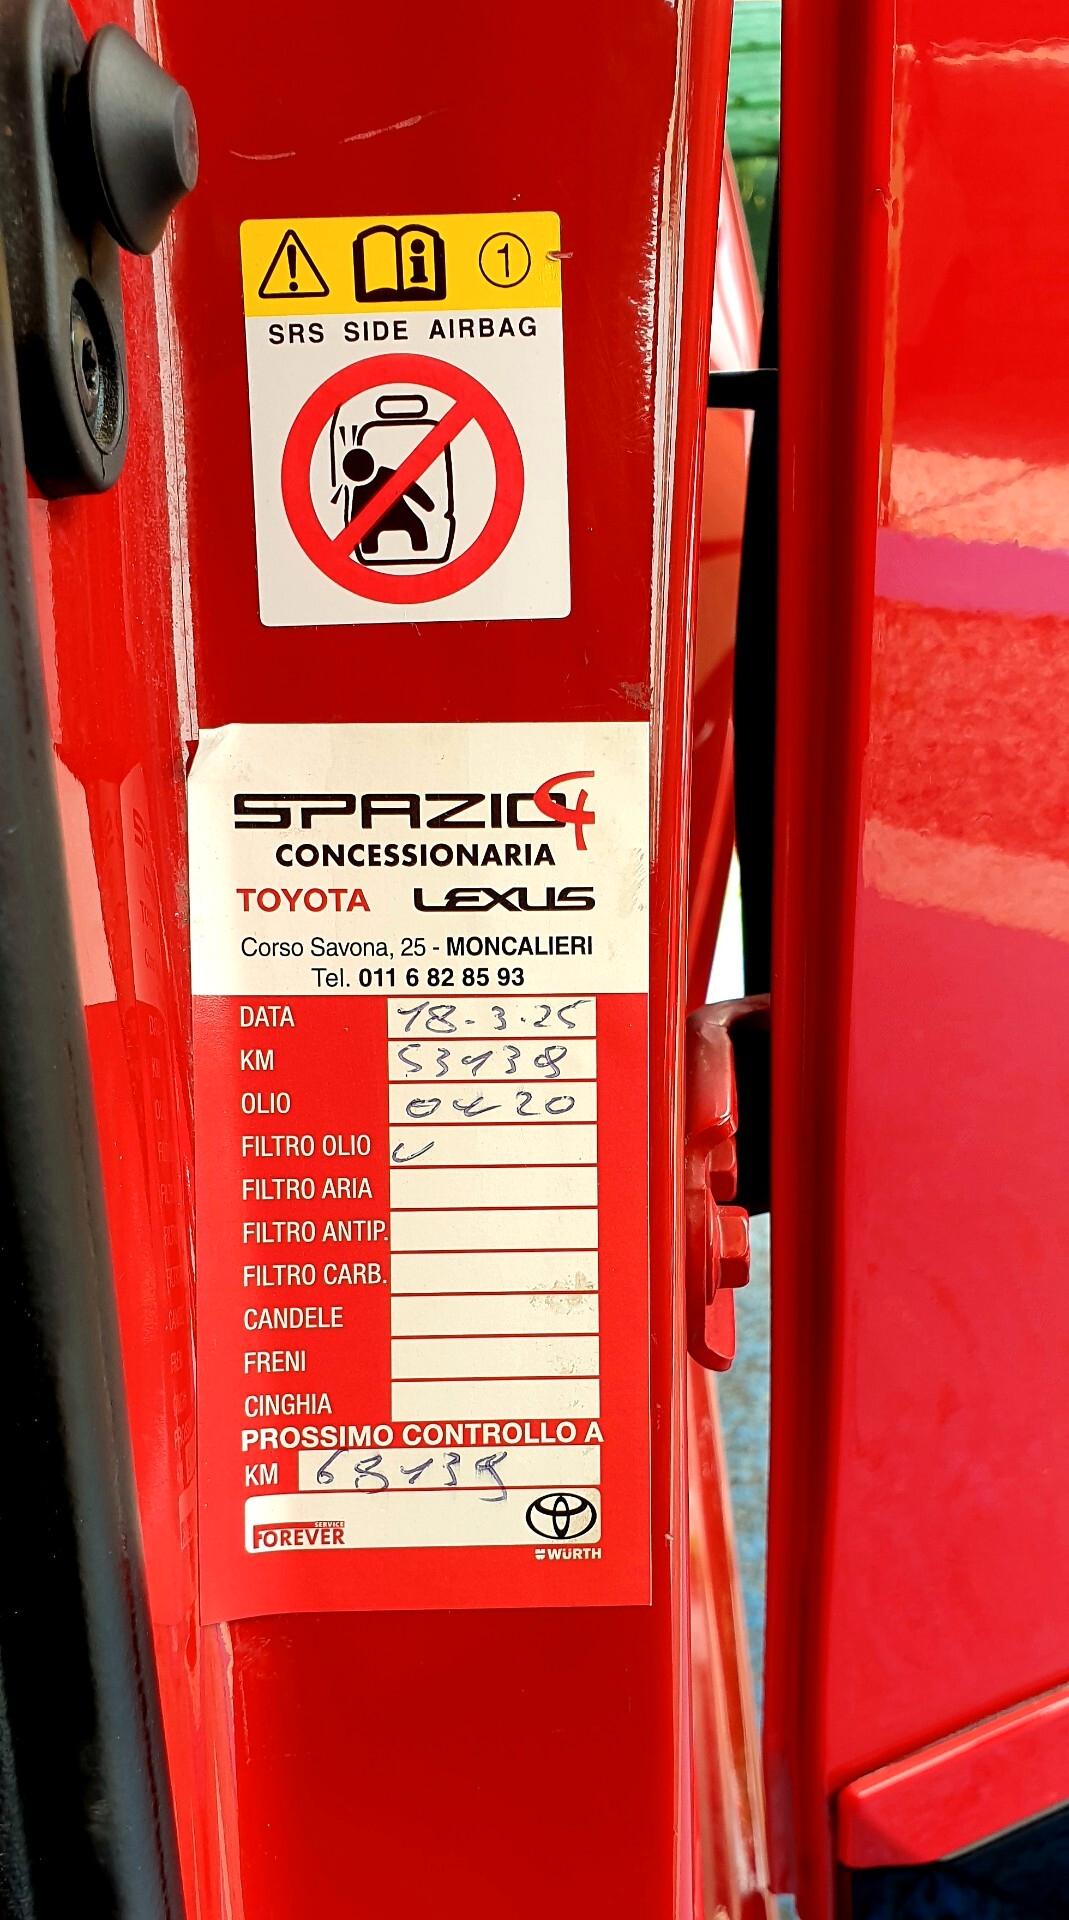 1
SRS SIDE AIRBAG
SPAZIO4
CONCESSIONARIA
TOYOTA LEXUS
Corso Savona, 25 - MONCALIERI
Tel. 011 6 82 85 93
DATA 18-3-25
KM 53139
OLIO 0W20
FILTRO OLIO
FILTRO ARIA
FILTRO ANTIP.
FILTRO CARB.
CANDELE
FRENI
CINGHIA
PROSSIMO CONTROLLO A
KM
SERVICE
FOREVER
WÜRTH